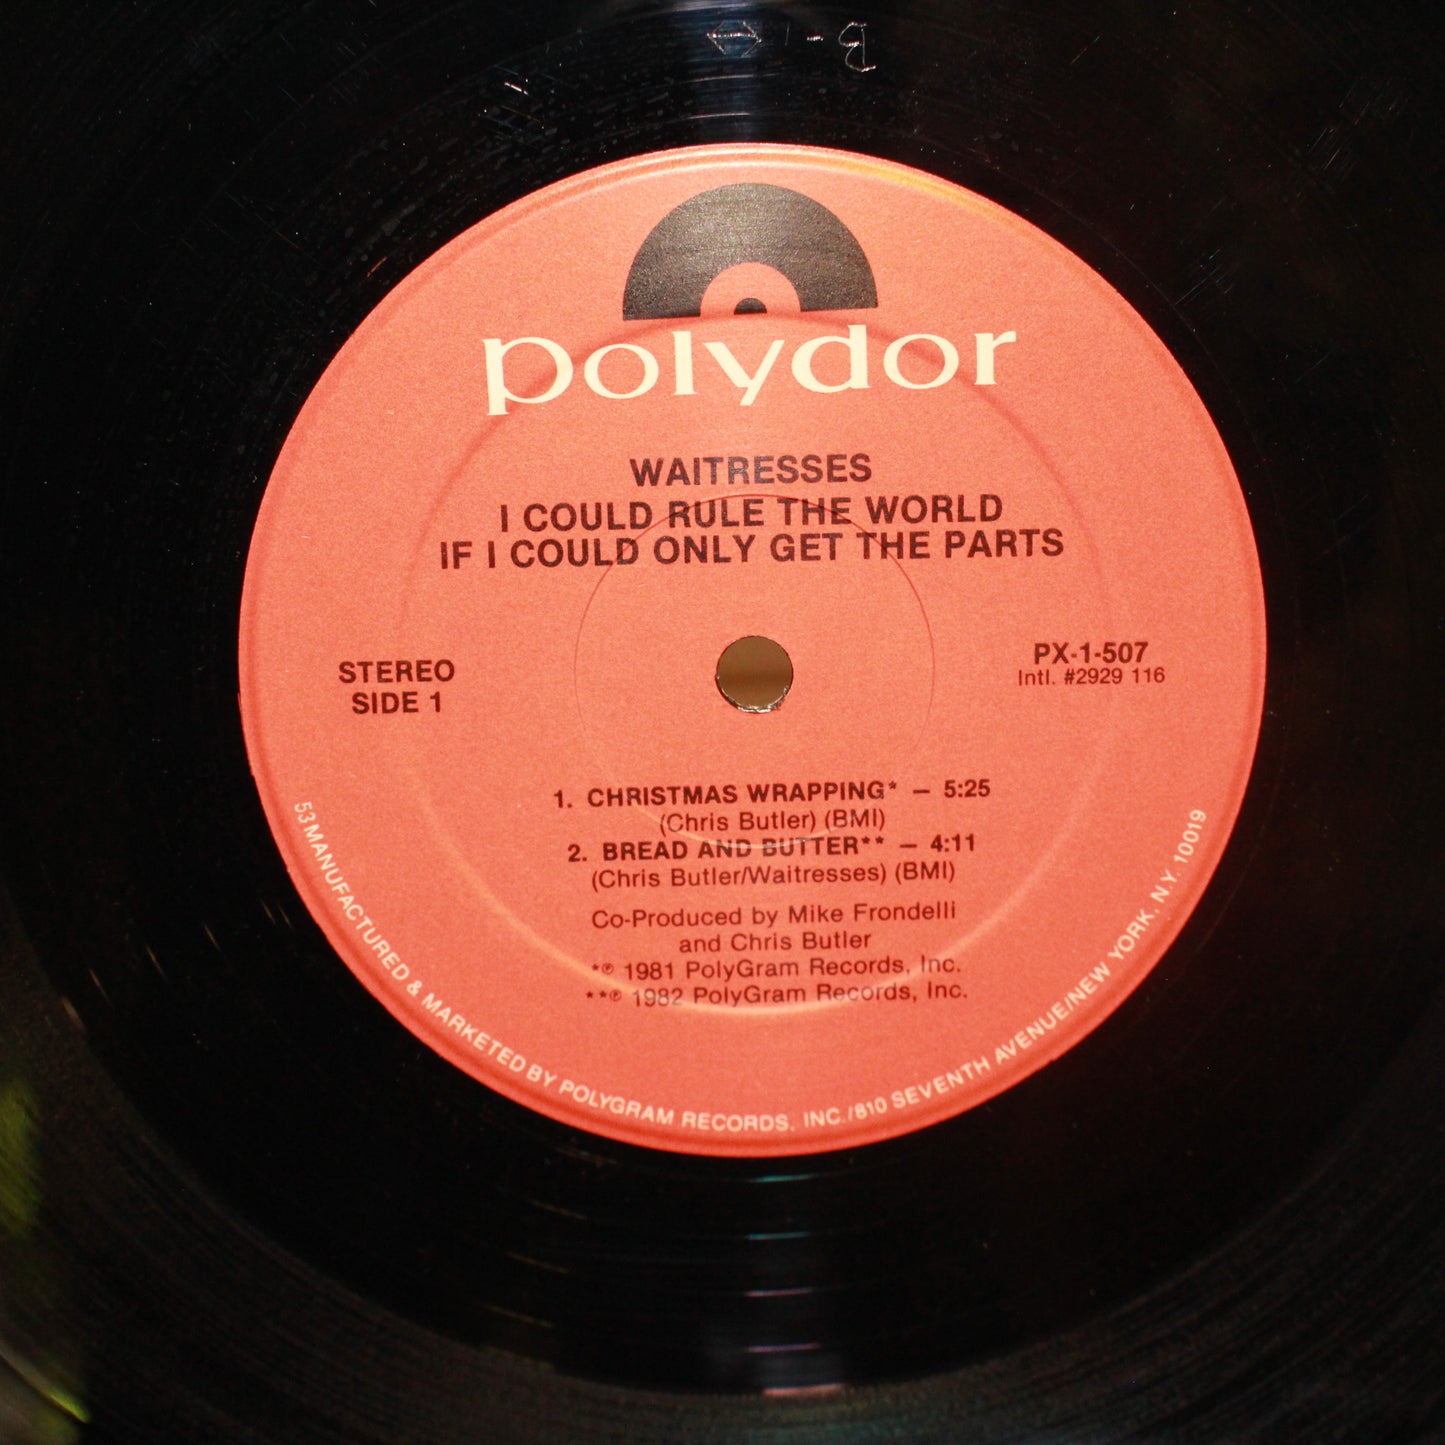 B-1
polydor
WAITRESSES
I COULD RULE THE WORLD
IF I COULD ONLY GET THE PARTS
STEREO
SIDE 1
PX-1-507
Intl. #2929 116
1. CHRISTMAS WRAPPING* — 5:25
(Chris Butler) (BMI)
2. BREAD AND BUTTER** — 4:11
(Chris Butler/Waitresses) (BMI)
Co-Produced by Mike Frondelli
and Chris Butler
*℗ 1981 PolyGram Records, Inc.
**℗ 1982 PolyGram Records, Inc.
53 MANUFACTURED & MARKETED BY POLYGRAM RECORDS, INC./810 SEVENTH AVENUE/NEW YORK, N.Y. 10019